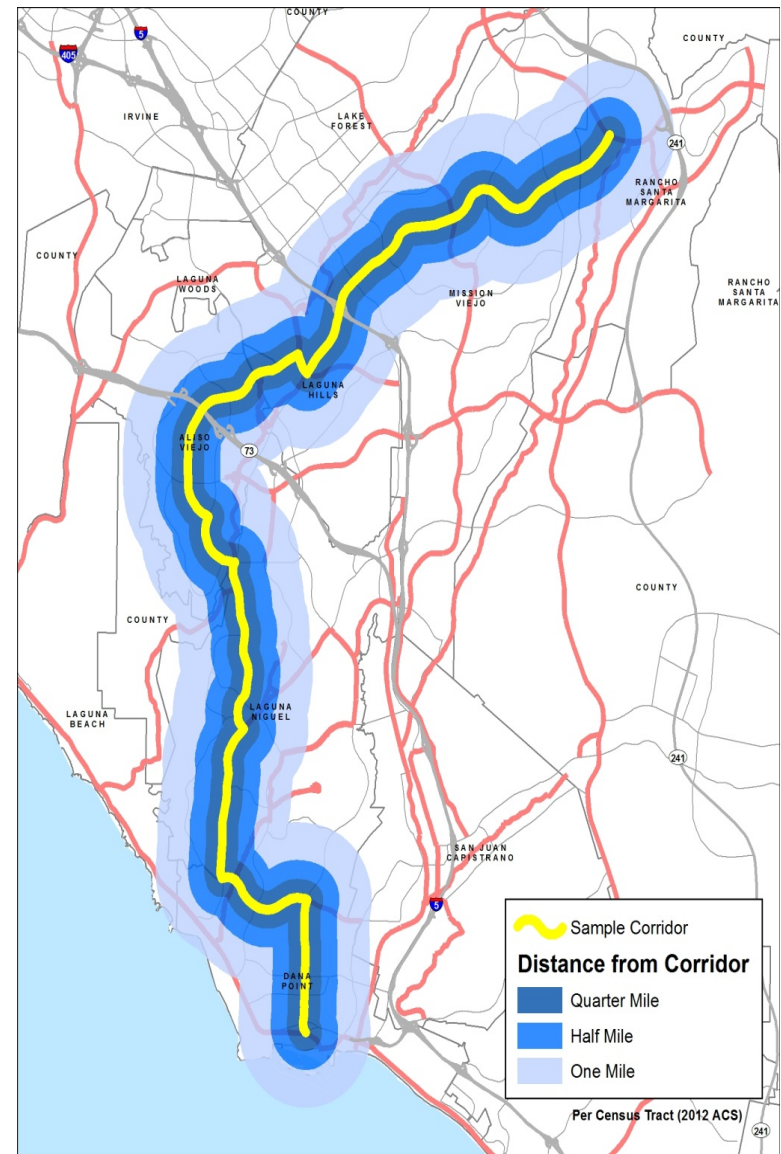 COUNTY
5
COUNTY
405
IRVINE
LAKE
FOREST
241
RANCHO
SANTA
MARGARITA
COUNTY
LAGUNA
WOODS
MISSION
VIEJO
RANCHO
SANTA
MARGARITA
LAGUNA
HILLS
ALISO
VIEJO
73
COUNTY
COUNTY
LAGUNA
NIGUEL
LAGUNA
BEACH
241
SAN JUAN
CAPISTRANO
5
DANA
POINT
Sample Corridor
Distance from Corridor
Quarter Mile
Half Mile
One Mile
Per Census Tract (2012 ACS)
241